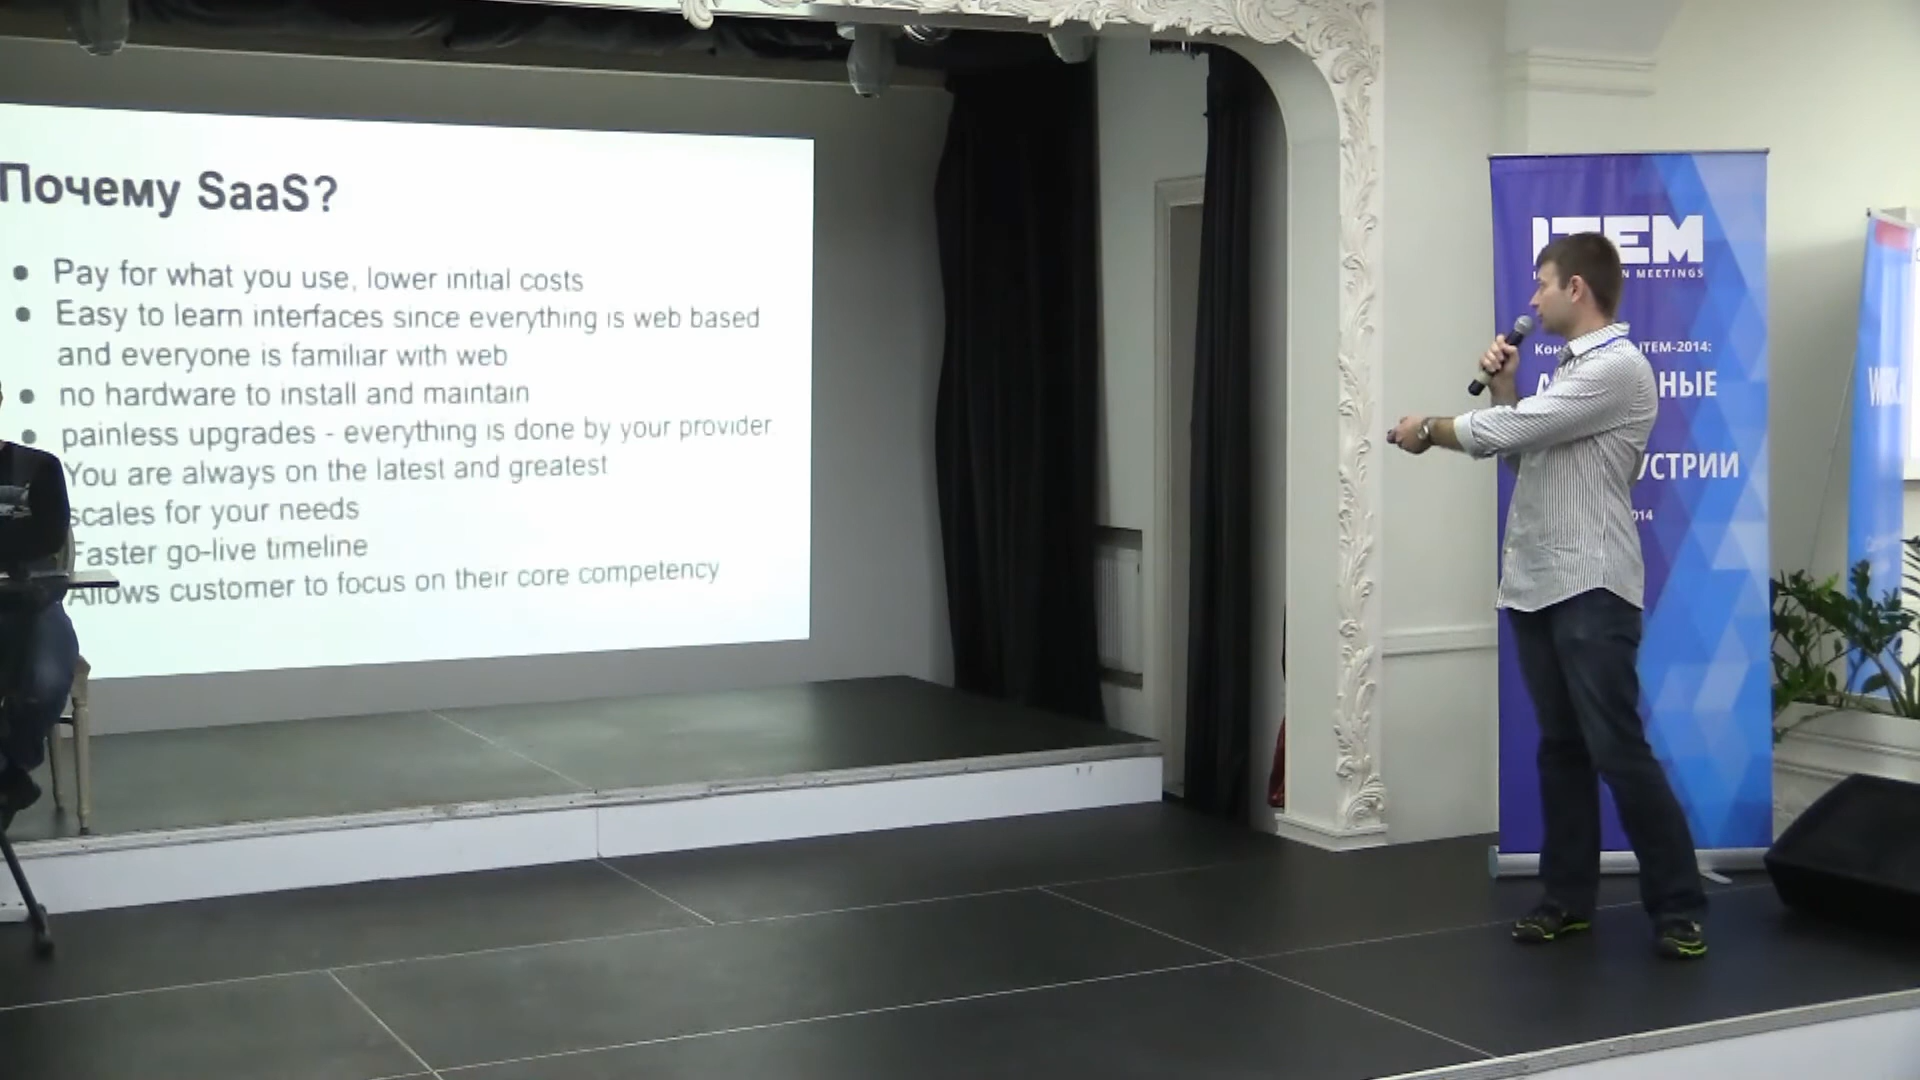 Почему SaaS?
● Pay for what you use, lower initial costs
● Easy to learn interfaces since everything is web based
and everyone is familiar with web
● no hardware to install and maintain
● painless upgrades - everything is done by your provider.
You are always on the latest and greatest
scales for your needs
Faster go-live timeline
Allows customer to focus on their core competency
ITEM
MEETINGS
ITEM-2014: